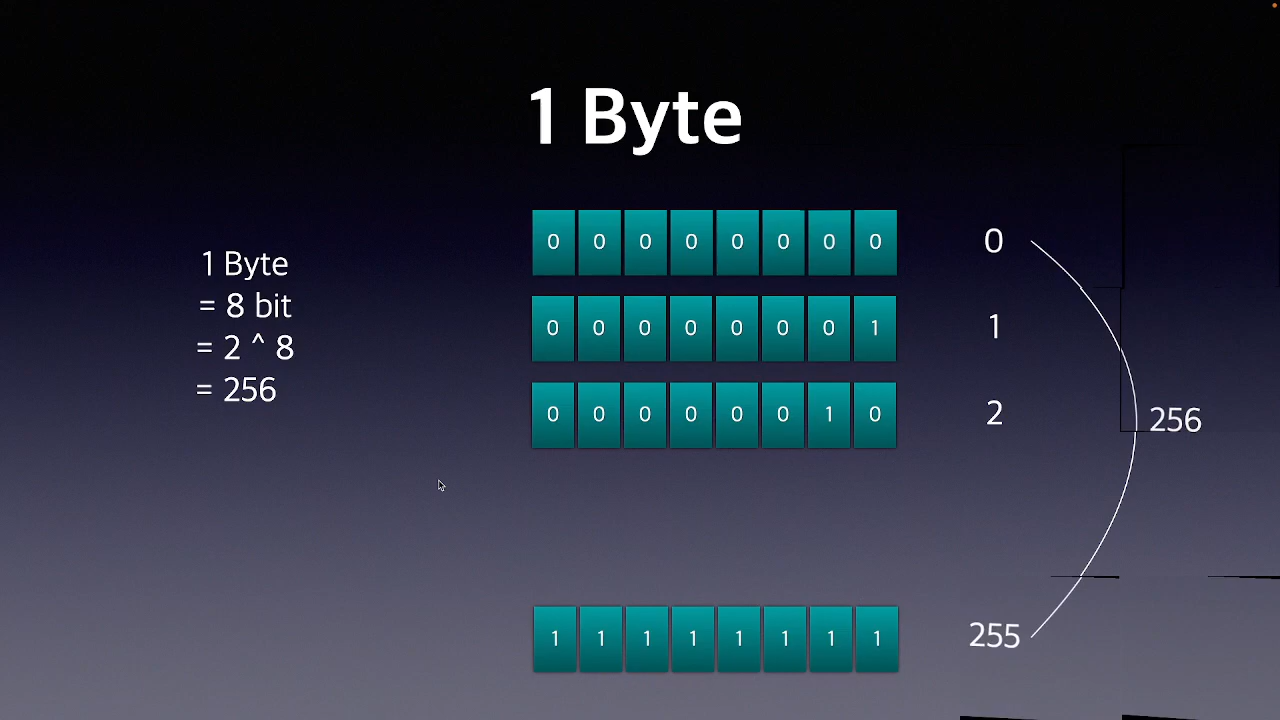 1 Byte
1 Byte
= 8 bit
= 2 ^ 8
= 256
0 0 0 0 0 0 0 0 0
0 0 0 0 0 0 0 1 1
0 0 0 0 0 0 1 0 2
256
1 1 1 1 1 1 1 1 255